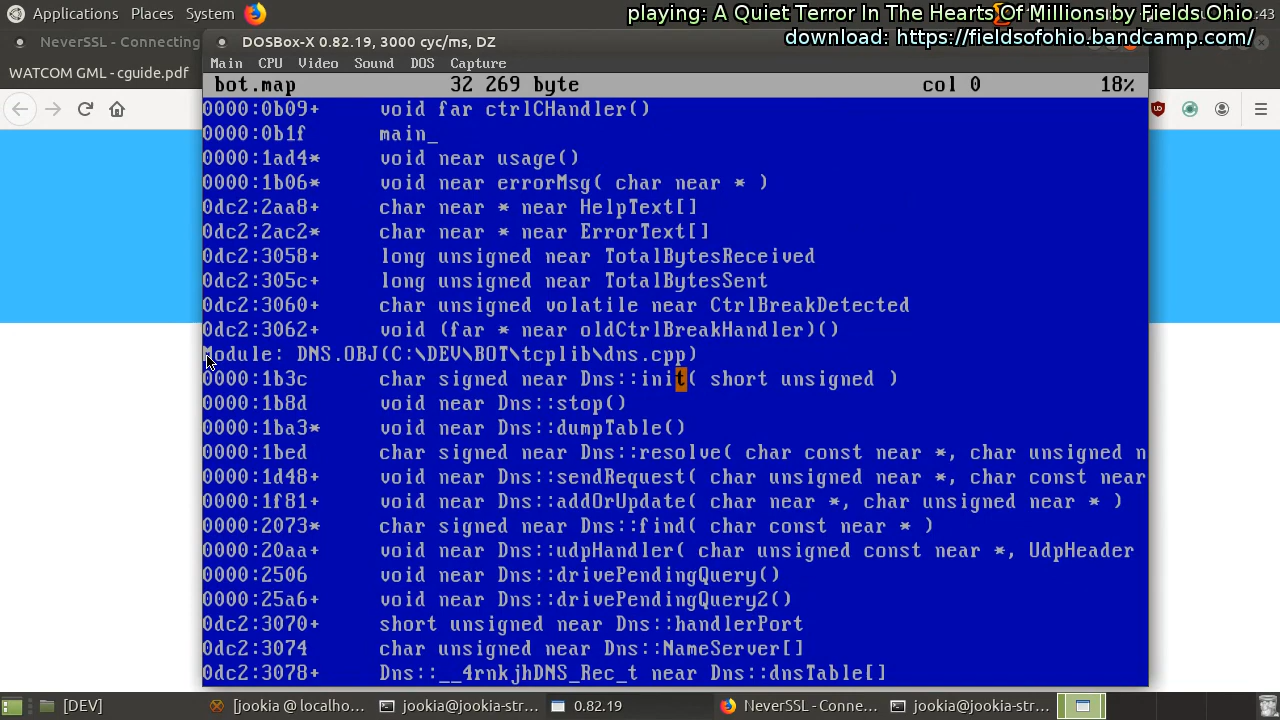 Applications Places System
playing: A Quiet Terror In The Hearts Of Millions by Fields Ohio
:43
download: https://fieldsofohio.bandcamp.com/
NeverSSL - Connecting
DOSBox-X 0.82.19, 3000 cyc/ms, DZ
WATCOM GML - cguide.pdf
Main CPU Video Sound DOS Capture
bot.map 32 269 byte col 0 18%
0000:0b09+ void far ctrlCHandler()
0000:0b1f main_
0000:1ad4* void near usage()
0000:1b06* void near errorMsg( char near * )
0dc2:2aa8+ char near * near HelpText[]
0dc2:2ac2* char near * near ErrorText[]
0dc2:3058+ long unsigned near TotalBytesReceived
0dc2:305c+ long unsigned near TotalBytesSent
0dc2:3060+ char unsigned volatile near CtrlBreakDetected
0dc2:3062+ void (far * near oldCtrlBreakHandler)()
Module: DNS.OBJ(C:\DEV\BOT\tcplib\dns.cpp)
0000:1b3c char signed near Dns::init( short unsigned )
0000:1b8d void near Dns::stop()
0000:1ba3* void near Dns::dumpTable()
0000:1bed char signed near Dns::resolve( char const near *, char unsigned n
0000:1d48+ void near Dns::sendRequest( char unsigned near *, char const near
0000:1f81+ void near Dns::addOrUpdate( char near *, char unsigned near * )
0000:2073* char signed near Dns::find( char const near * )
0000:20aa+ void near Dns::udpHandler( char unsigned const near *, UdpHeader
0000:2506 void near Dns::drivePendingQuery()
0000:25a6+ void near Dns::drivePendingQuery2()
0dc2:3070+ short unsigned near Dns::handlerPort
0dc2:3074 char unsigned near Dns::NameServer[]
0dc2:3078+ Dns::__4rnkjhDNS_Rec_t near Dns::dnsTable[]
[DEV] [jookia @ localho... jookia@jookia-str... 0.82.19 NeverSSL - Connec... jookia@jookia-str...